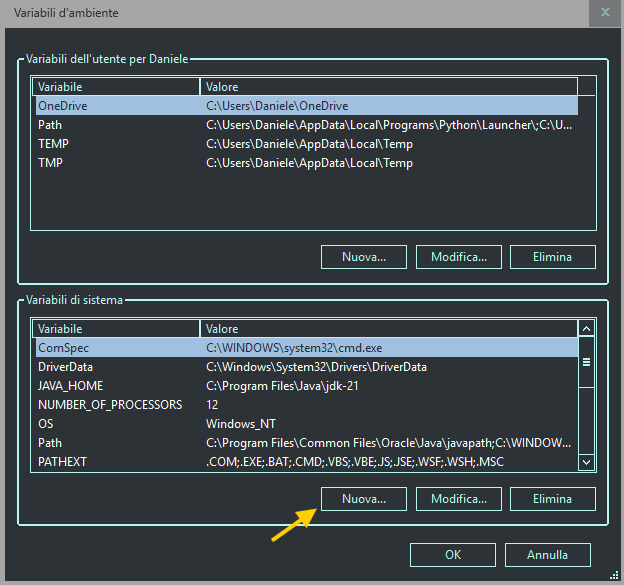 Variabili d'ambiente
Variabili dell'utente per Daniele
Variabile Valore
OneDrive C:\Users\Daniele\OneDrive
Path C:\Users\Daniele\AppData\Local\Programs\Python\Launcher\;C:\U...
TEMP C:\Users\Daniele\AppData\Local\Temp
TMP C:\Users\Daniele\AppData\Local\Temp
Nuova... Modifica... Elimina
Variabili di sistema
Variabile Valore
ComSpec C:\WINDOWS\system32\cmd.exe
DriverData C:\Windows\System32\Drivers\DriverData
JAVA_HOME C:\Program Files\Java\jdk-21
NUMBER_OF_PROCESSORS 12
OS Windows_NT
Path C:\Program Files\Common Files\Oracle\Java\javapath;C:\WINDOW...
PATHEXT .COM;.EXE;.BAT;.CMD;.VBS;.VBE;.JS;.JSE;.WSF;.WSH;.MSC
Nuova... Modifica... Elimina
OK Annulla